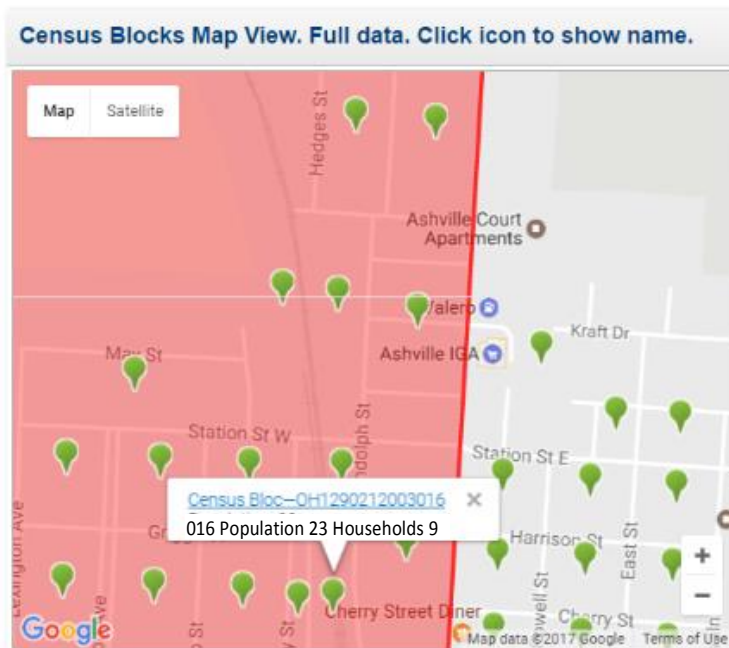 Census Blocks Map View. Full data. Click icon to show name.
Map
Satellite
Hedges St
Ashville Court
Apartments
Valero
Kraft Dr
Ashville IGA
May St
Station St W
Station St E
Census Bloc—OH1290212003016
016 Population 23 Households 9
Harrison St
East St
Lexington Ave
Cherry Street Diner
Cherry St
Google
Map data ©2017 Google
Terms of Use